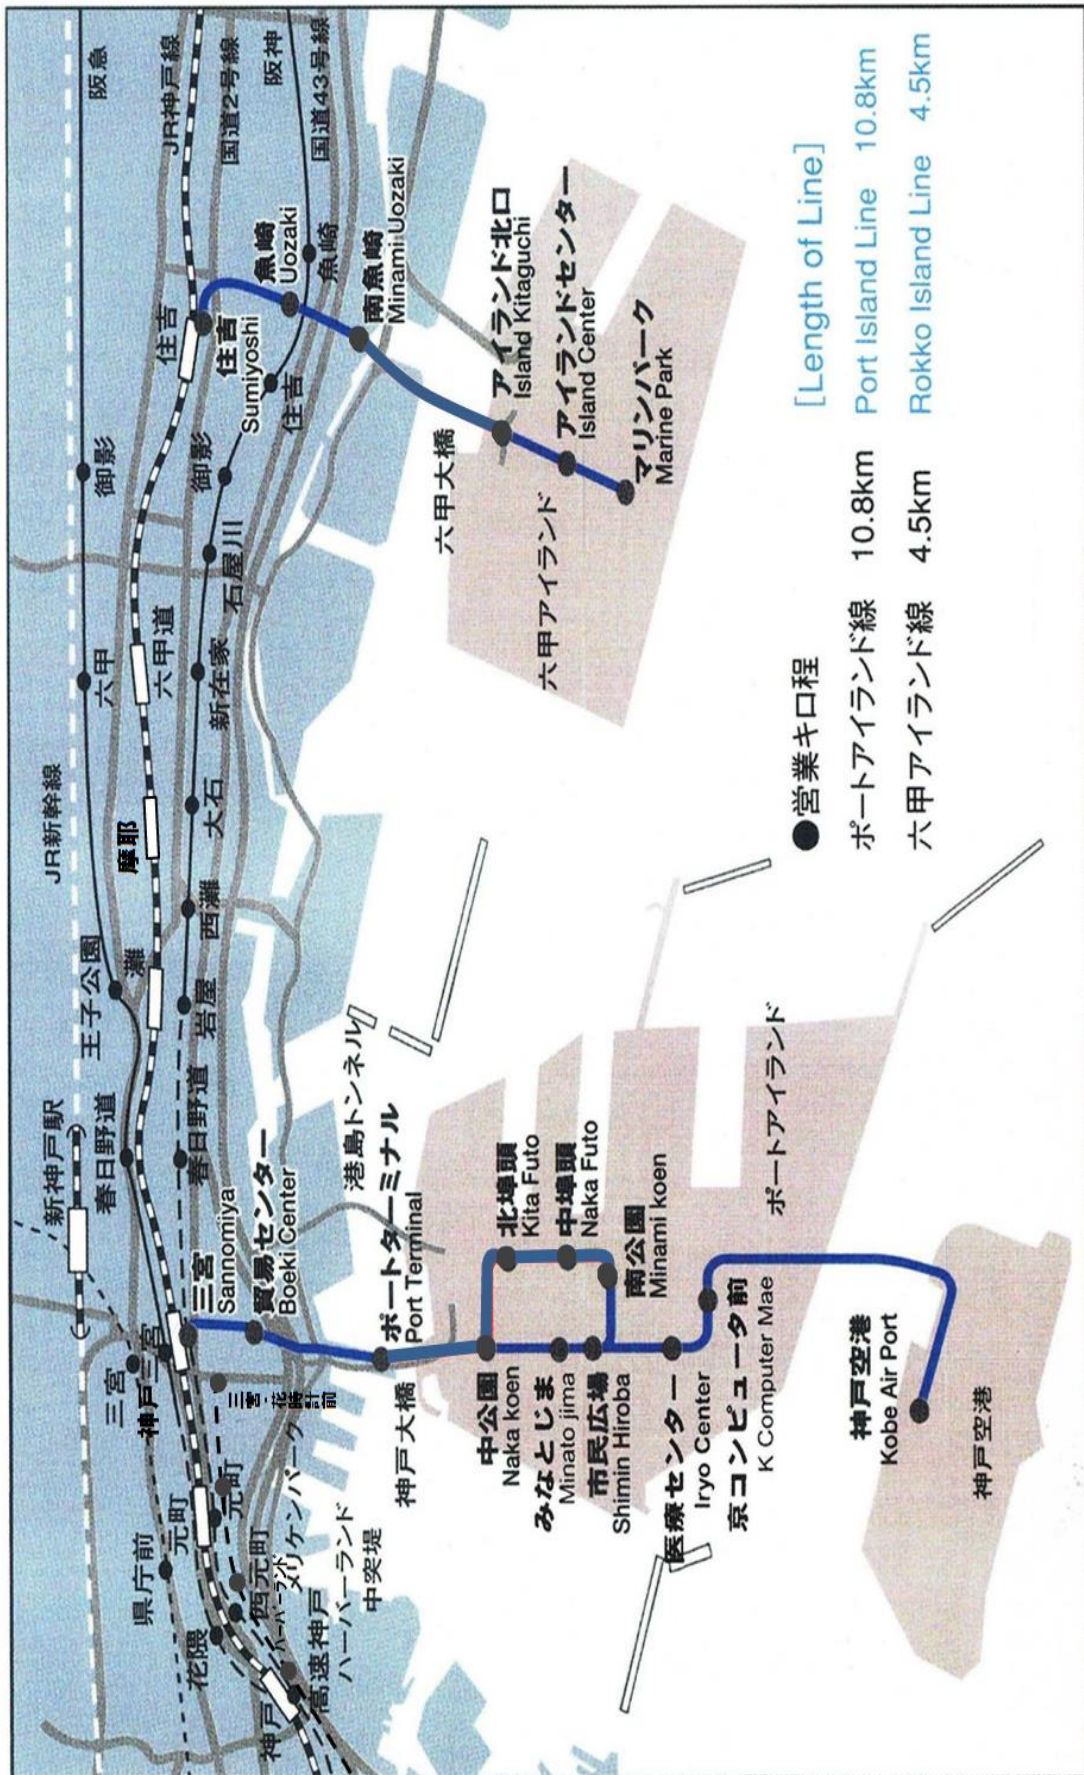 阪急
JR神戸線
国道2号線
阪神
国道43号線
JR新幹線
新神戸駅
王子公園
六甲
御影
春日野道
三宮
県庁前
花隈
元町
神戸三宮
灘
摩耶
六甲道
住吉
神戸
高速神戸
西元町
元町
三宮・花時計前
ハーバーランド
春日野道
岩屋
西灘
大石
新在家
石屋川
御影
住吉
魚崎
メリケンパーク
ハーバーランド
中突堤
三宮
Sannomiya
貿易センター
Boeki Center
ポートターミナル
Port Terminal
港島トンネル
神戸大橋
中公園
Naka koen
みなとじま
Minato jima
市民広場
Shimin Hiroba
医療センター
Iryo Center
京コンピュータ前
K Computer Mae
神戸空港
Kobe Air Port
北埠頭
Kita Futo
中埠頭
Naka Futo
南公園
Minami koen
ポートアイランド
神戸空港
住吉
Sumiyoshi
魚崎
Uozaki
南魚崎
Minami Uozaki
六甲大橋
アイランド北口
Island Kitaguchi
アイランドセンター
Island Center
マリンパーク
Marine Park
六甲アイランド
●営業キロ程
[Length of Line]
ポートアイランド線 10.8km Port Island Line 10.8km
六甲アイランド線 4.5km Rokko Island Line 4.5km